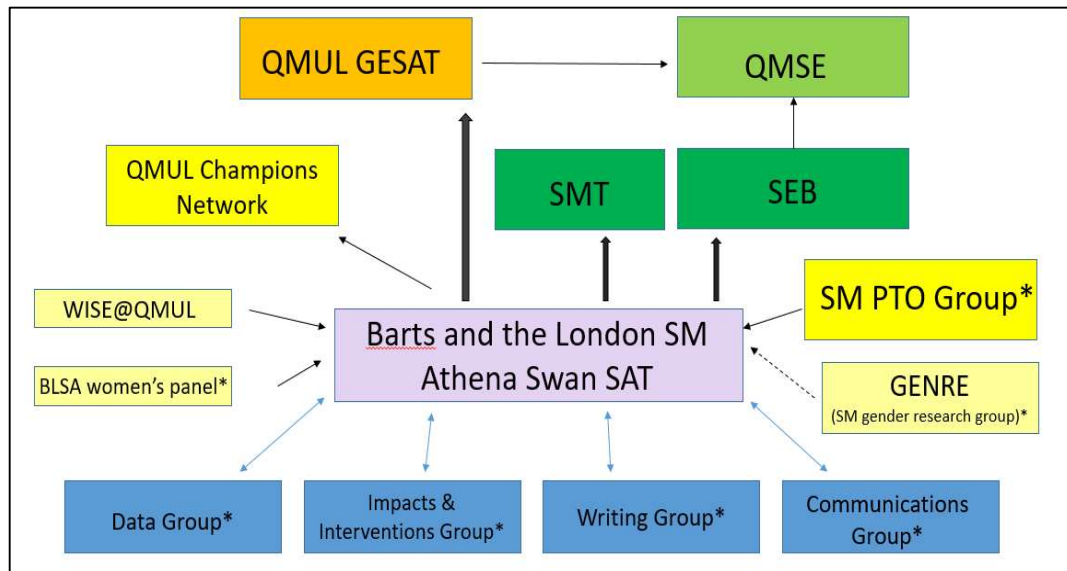 QMUL GESAT
QMSE
QMUL Champions
Network
SMT
SEB
WISE@QMUL
SM PTO Group*
Barts and the London SM
Athena Swan SAT
BLSA women’s panel*
GENRE
(SM gender research group)*
Data Group*
Impacts &
Interventions Group*
Writing Group*
Communications
Group*